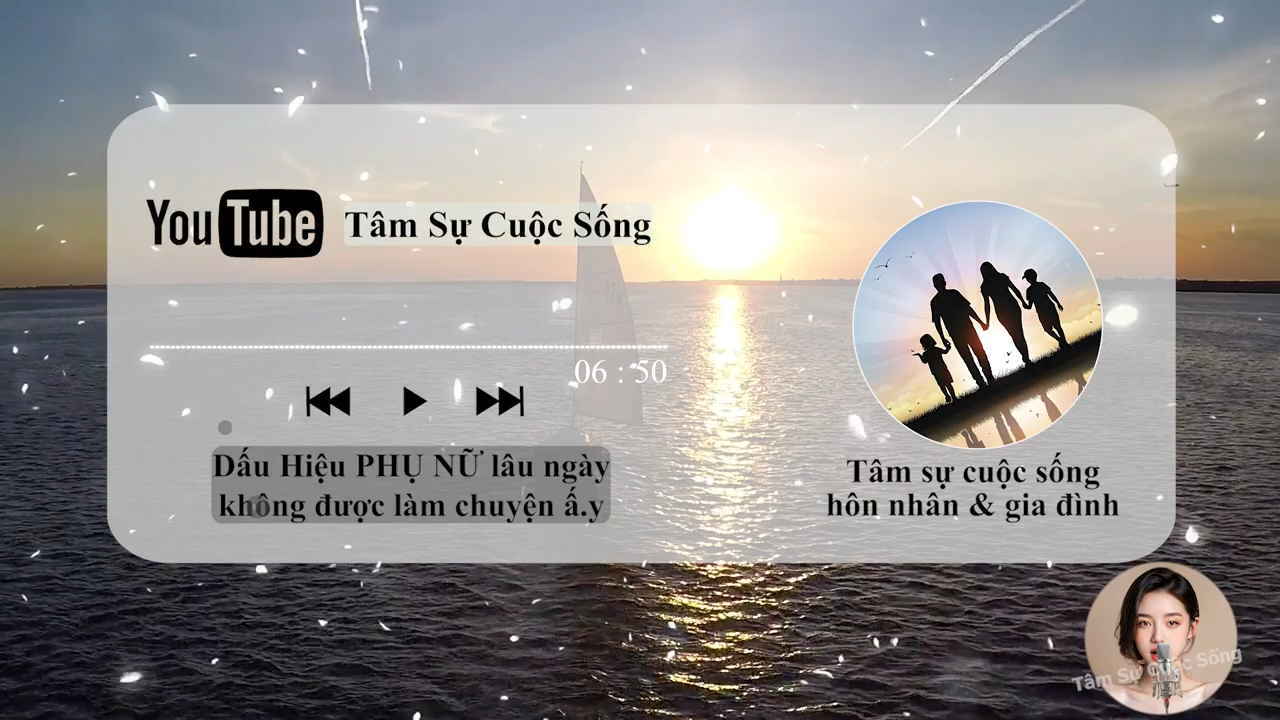 YouTube Tâm Sự Cuộc Sống
06 : 50
Dấu Hiệu PHỤ NỮ lâu ngày
không được làm chuyện ấ.y
Tâm sự cuộc sống
hôn nhân & gia đình
Tâm Sự Cuộc Sống